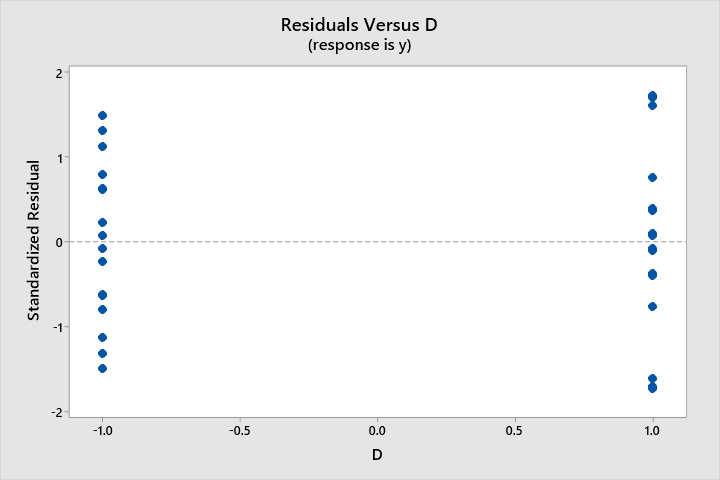 Residuals Versus D
(response is y)
Standardized Residual
2
1
0
-1
-2
-1.0
-0.5
0.0
0.5
1.0
D